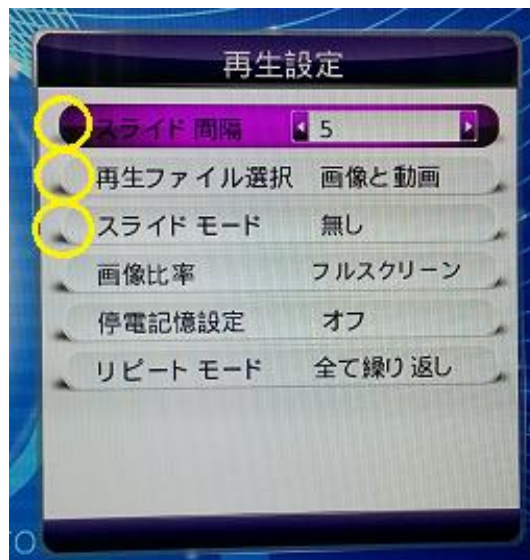 再生設定
スライド 間隔 5
再生ファイル選択 画像と動画
スライド モード 無し
画像比率 フルスクリーン
停電記憶設定 オフ
リピート モード 全て繰り返し